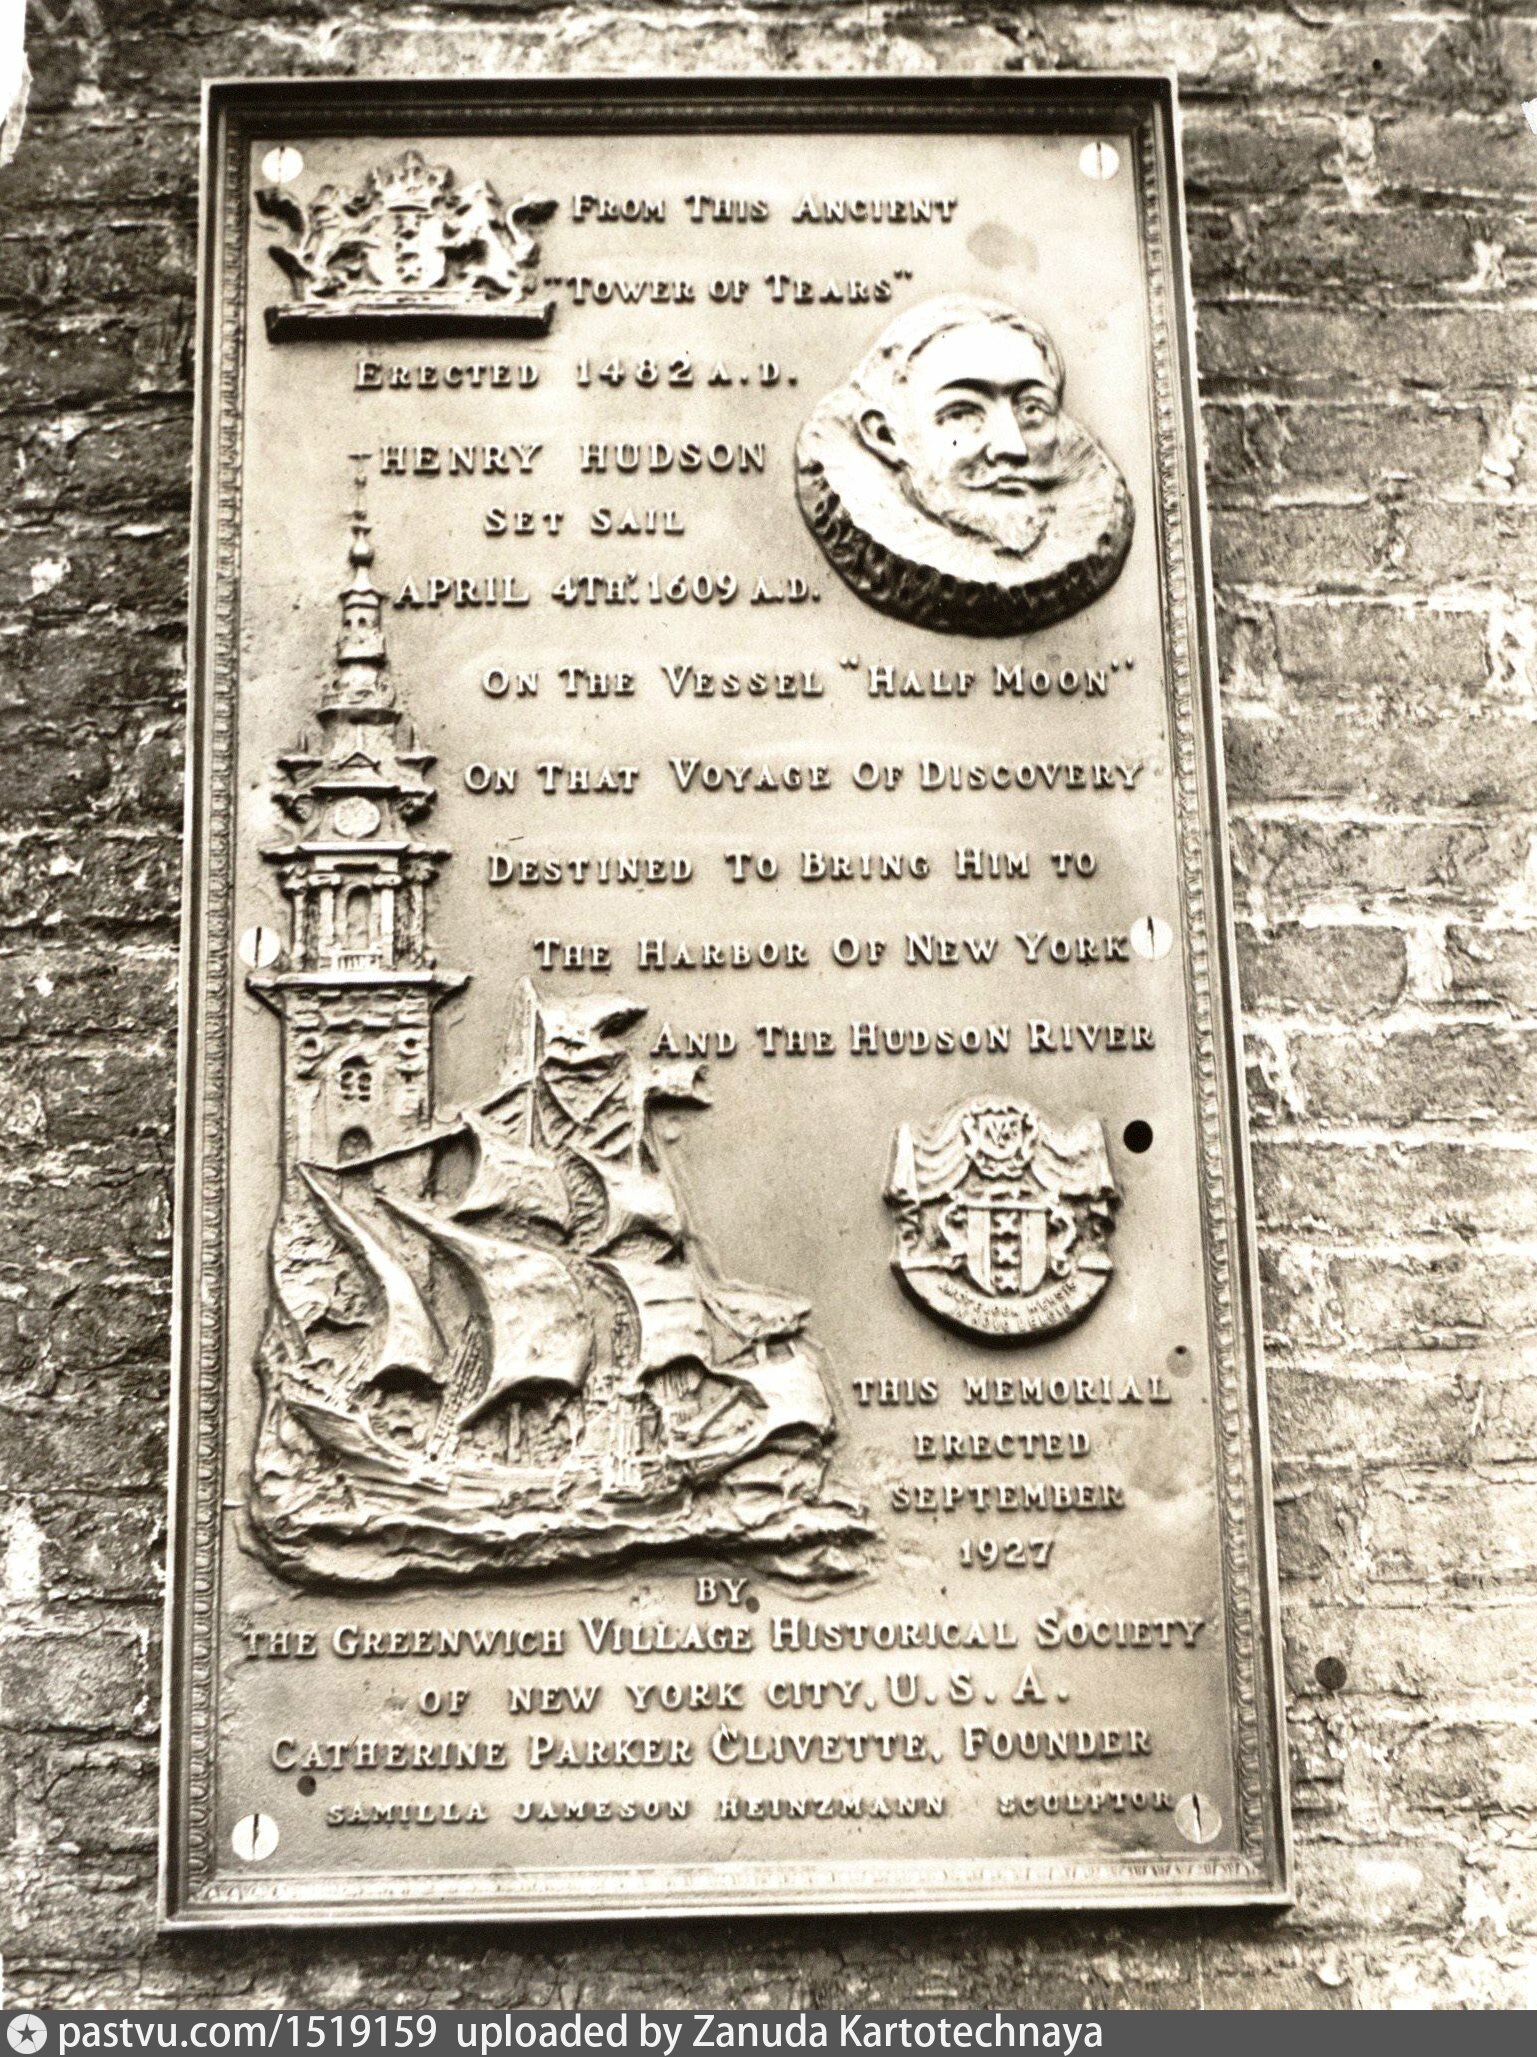 FROM THIS ANCIENT
"TOWER OF TEARS"
ERECTED 1482 A.D.
HENRY HUDSON
SET SAIL
APRIL 4TH. 1609 A.D.
ON THE VESSEL "HALF MOON"
ON THAT VOYAGE OF DISCOVERY
DESTINED TO BRING HIM TO
THE HARBOR OF NEW YORK
AND THE HUDSON RIVER
THIS MEMORIAL
ERECTED
SEPTEMBER
1927
BY
THE GREENWICH VILLAGE HISTORICAL SOCIETY
OF NEW YORK CITY, U.S.A.
CATHERINE PARKER CLIVETTE, FOUNDER
SAMILLA JAMESON HEINZMANN SCULPTOR
pastvu.com/1519159 uploaded by Zanuda Kartotechnaya